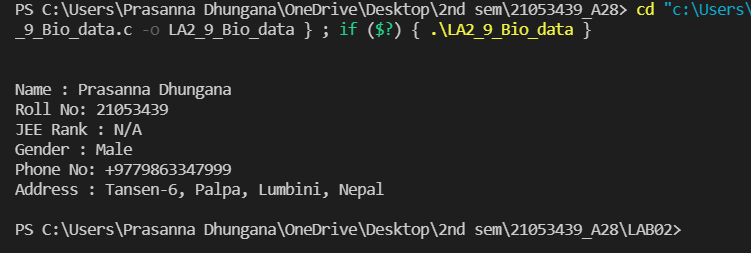 PS C:\Users\Prasanna Dhungana\OneDrive\Desktop\2nd sem\21053439_A28> cd "c:\Users\
_9_Bio_data.c -o LA2_9_Bio_data } ; if ($?) { .\LA2_9_Bio_data }
Name : Prasanna Dhungana
Roll No: 21053439
JEE Rank : N/A
Gender : Male
Phone No: +9779863347999
Address : Tansen-6, Palpa, Lumbini, Nepal
PS C:\Users\Prasanna Dhungana\OneDrive\Desktop\2nd sem\21053439_A28\LAB02>